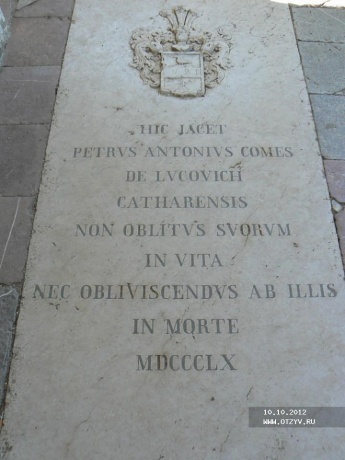 HIC JACET
PETRVS ANTONIVS COMES
DE LVCOVICH
CATHARENSIS
NON OBLITVS SVORVM
IN VITA
NEC OBLIVISCENDVS AB ILLIS
IN MORTE
MDCCCLX
10.10.2012
WWW.OTZYV.RU